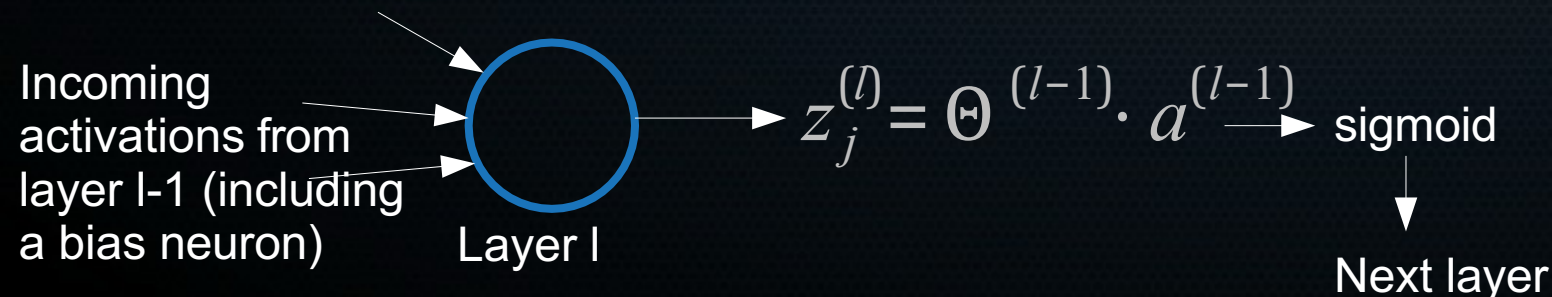 Incoming
activations from
layer l-1 (including
a bias neuron)
Layer l
z_j^{(l)} = Θ^{(l−1)} · a^{(l−1)}
sigmoid
Next layer